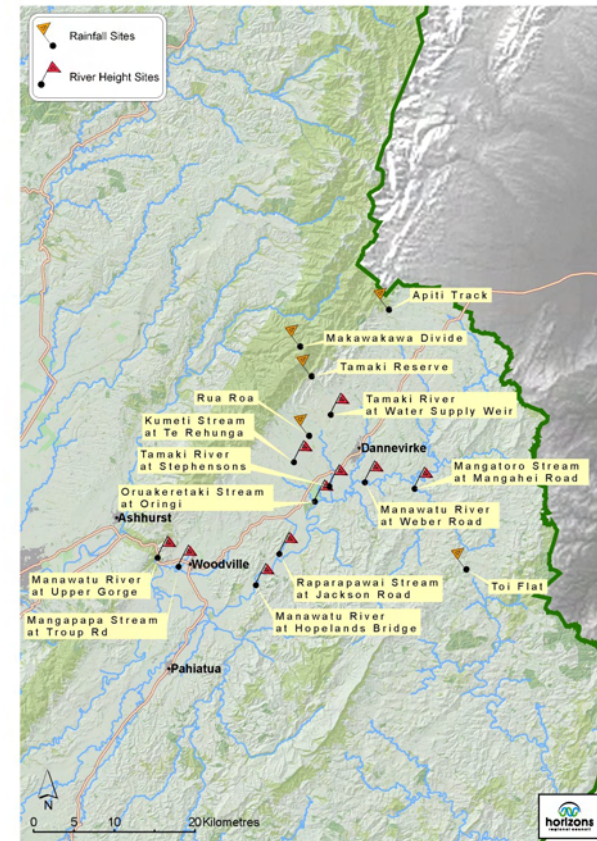 Rainfall Sites
River Height Sites
Apiti Track
Makawakawa Divide
Tamaki Reserve
Rua Roa
Tamaki River
at Water Supply Weir
Kumeti Stream
at Te Rehunga
Dannevirke
Tamaki River
at Stephensons
Mangatoro Stream
at Mangahei Road
Oruakeretaki Stream
at Oringi
Manawatu River
at Weber Road
Ashhurst
Woodville
Manawatu River
at Upper Gorge
Raparapawai Stream
at Jackson Road
Toi Flat
Mangapapa Stream
at Troup Rd
Manawatu River
at Hopelands Bridge
Pahiatua
N
0 5 10 20 Kilometres
horizons
regional council